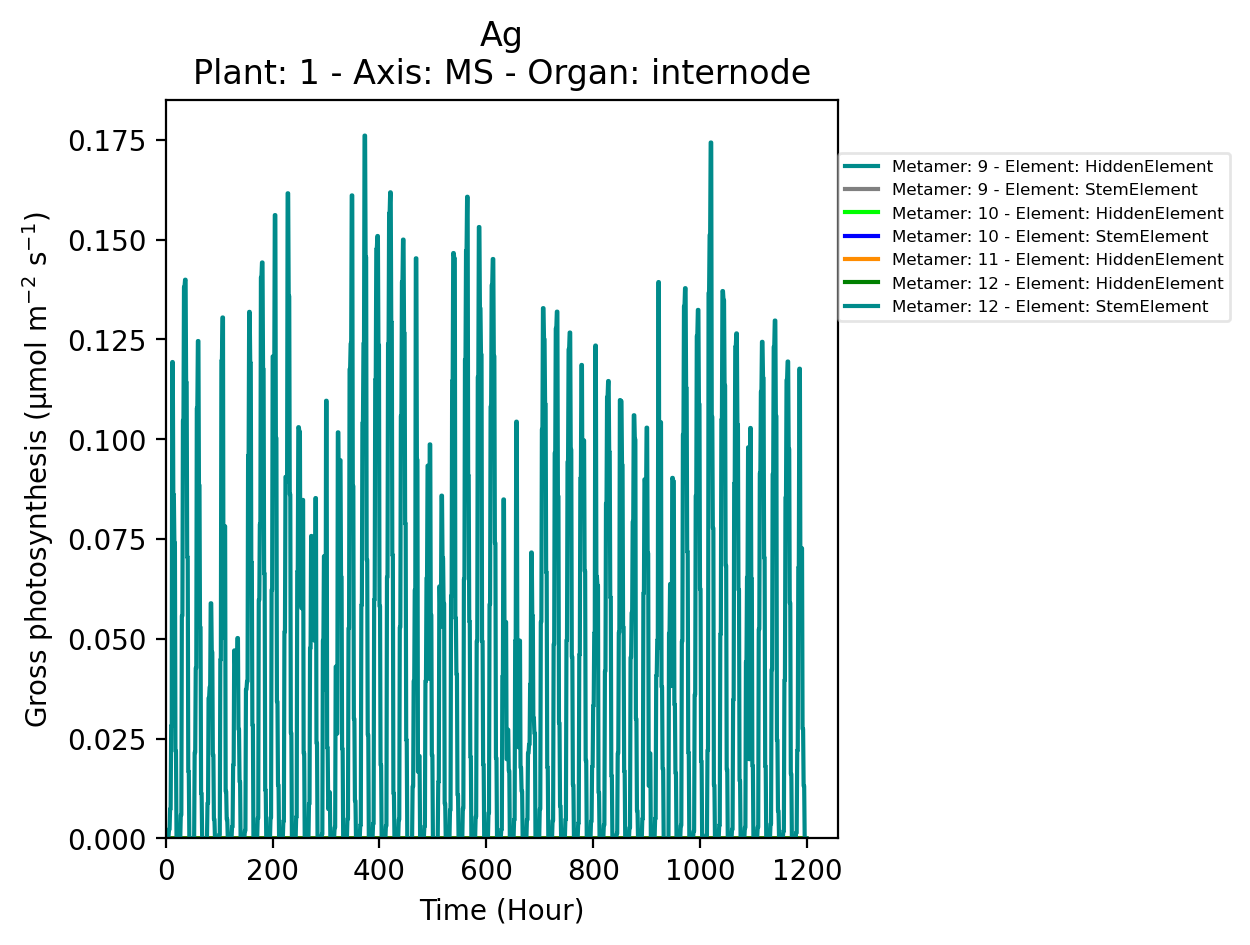 Ag
Plant: 1 - Axis: MS - Organ: internode
Gross photosynthesis (µmol m⁻² s⁻¹)
0.175
0.150
0.125
0.100
0.075
0.050
0.025
0.000
0 200 400 600 800 1000 1200
Time (Hour)
Metamer: 9 - Element: HiddenElement
Metamer: 9 - Element: StemElement
Metamer: 10 - Element: HiddenElement
Metamer: 10 - Element: StemElement
Metamer: 11 - Element: HiddenElement
Metamer: 12 - Element: HiddenElement
Metamer: 12 - Element: StemElement